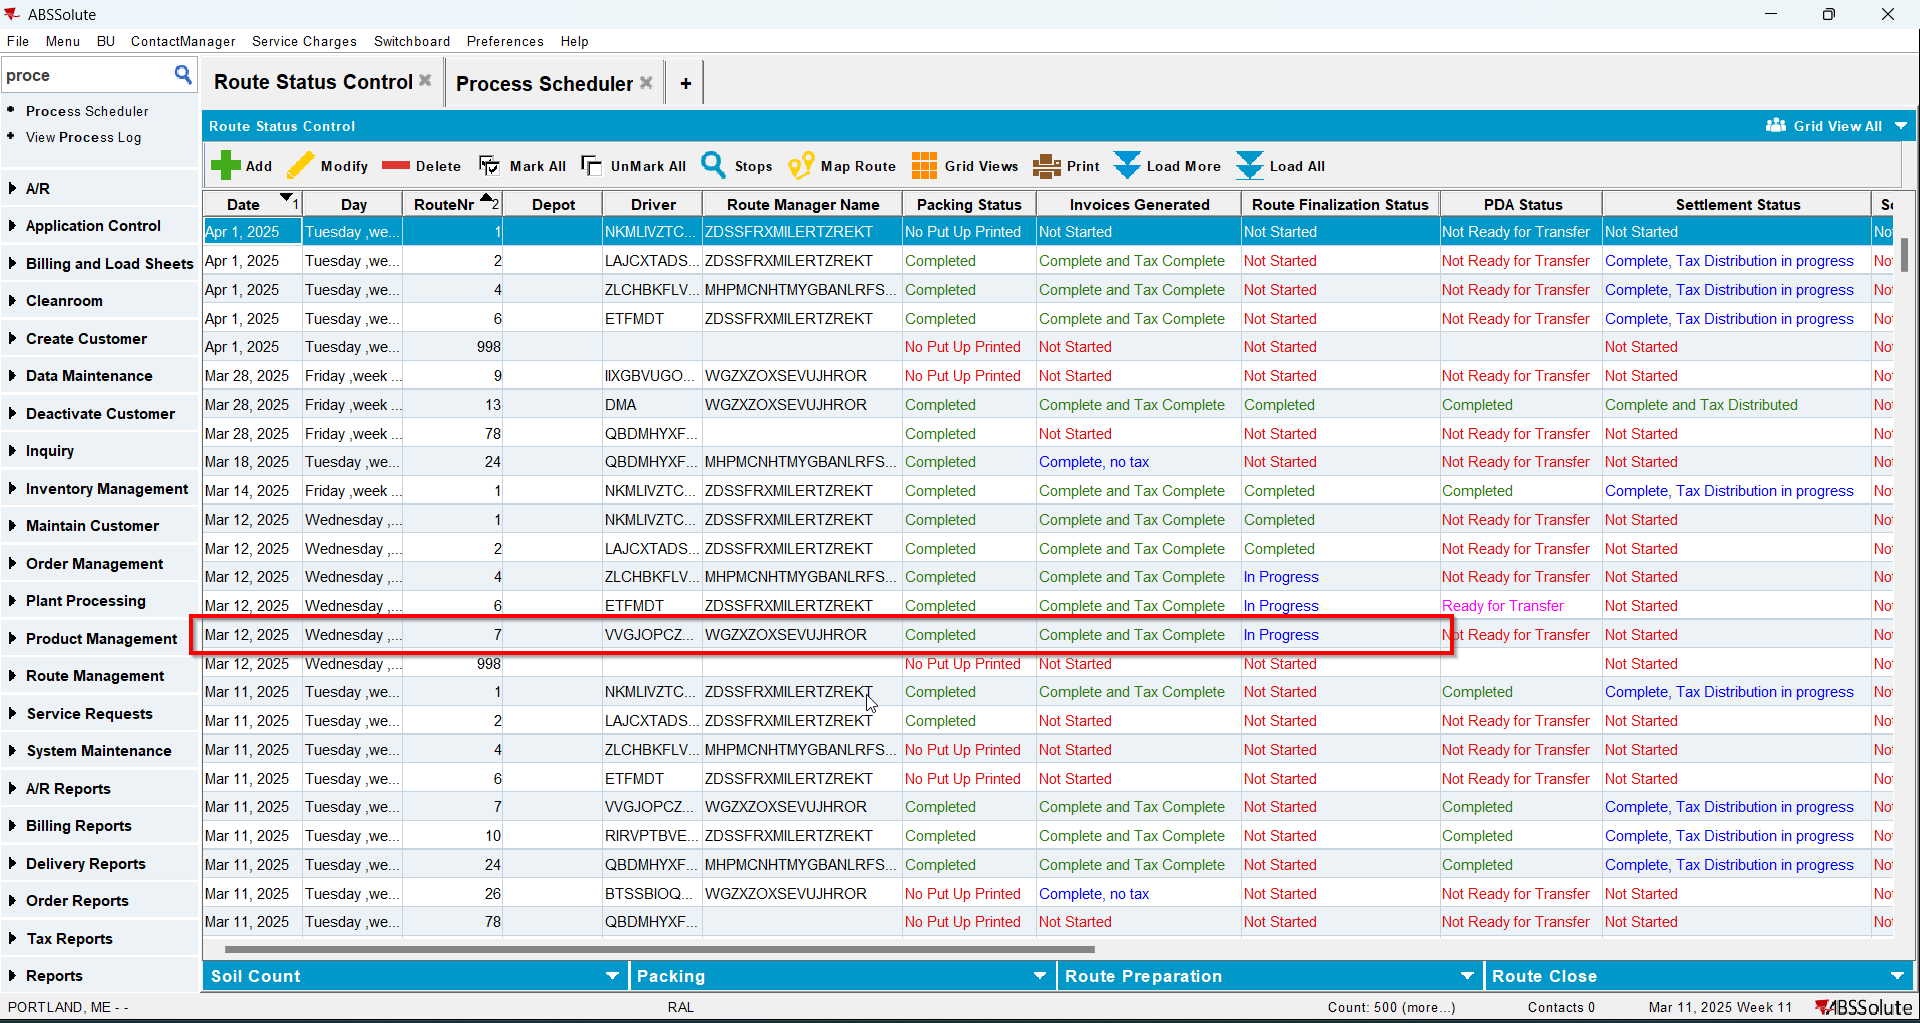 ABSSolute
File Menu BU ContactManager Service Charges Switchboard Preferences Help
proce
Process Scheduler
View Process Log
A/R
Application Control
Billing and Load Sheets
Cleanroom
Create Customer
Data Maintenance
Deactivate Customer
Inquiry
Inventory Management
Maintain Customer
Order Management
Plant Processing
Product Management
Route Management
Service Requests
System Maintenance
A/R Reports
Billing Reports
Delivery Reports
Order Reports
Tax Reports
Reports
Route Status Control Process Scheduler +
Route Status Control Grid View All
Add Modify Delete Mark All UnMark All Stops Map Route Grid Views Print Load More Load All
Date 1 Day RouteNr 2 Depot Driver Route Manager Name Packing Status Invoices Generated Route Finalization Status PDA Status Settlement Status
Apr 1, 2025 Tuesday ,we... 1 NKMLIVZTC... ZDSSFRXMILERTZREKT No Put Up Printed Not Started Not Started Not Ready for Transfer Not Started
Apr 1, 2025 Tuesday ,we... 2 LAJCXTADS... ZDSSFRXMILERTZREKT Completed Complete and Tax Complete Not Started Not Ready for Transfer Complete, Tax Distribution in progress
Apr 1, 2025 Tuesday ,we... 4 ZLCHBKFLV... MHPMCNHTMYGBANLRFS... Completed Complete and Tax Complete Not Started Not Ready for Transfer Complete, Tax Distribution in progress
Apr 1, 2025 Tuesday ,we... 6 ETFMDT ZDSSFRXMILERTZREKT Completed Complete and Tax Complete Not Started Not Ready for Transfer Complete, Tax Distribution in progress
Apr 1, 2025 Tuesday ,we... 998 No Put Up Printed Not Started Not Started Not Started
Mar 28, 2025 Friday ,week ... 9 IIXGBVUGO... WGZXZOXSEVUJHROR No Put Up Printed Not Started Not Started Not Ready for Transfer Not Started
Mar 28, 2025 Friday ,week ... 13 DMA WGZXZOXSEVUJHROR Completed Complete and Tax Complete Completed Completed Complete and Tax Distributed
Mar 28, 2025 Friday ,week ... 78 QBDMHYXF... Completed Not Started Not Started Not Ready for Transfer Not Started
Mar 18, 2025 Tuesday ,we... 24 QBDMHYXF... MHPMCNHTMYGBANLRFS... Completed Complete, no tax Not Started Not Ready for Transfer Not Started
Mar 14, 2025 Friday ,week ... 1 NKMLIVZTC... ZDSSFRXMILERTZREKT Completed Complete and Tax Complete Completed Completed Complete, Tax Distribution in progress
Mar 12, 2025 Wednesday ,... 1 NKMLIVZTC... ZDSSFRXMILERTZREKT Completed Complete and Tax Complete Completed Not Ready for Transfer Not Started
Mar 12, 2025 Wednesday ,... 2 LAJCXTADS... ZDSSFRXMILERTZREKT Completed Complete and Tax Complete Completed Not Ready for Transfer Not Started
Mar 12, 2025 Wednesday ,... 4 ZLCHBKFLV... MHPMCNHTMYGBANLRFS... Completed Complete and Tax Complete In Progress Not Ready for Transfer Not Started
Mar 12, 2025 Wednesday ,... 6 ETFMDT ZDSSFRXMILERTZREKT Completed Complete and Tax Complete In Progress Ready for Transfer Not Started
Mar 12, 2025 Wednesday ,... 7 VVGJOPCZ... WGZXZOXSEVUJHROR Completed Complete and Tax Complete In Progress Not Ready for Transfer Not Started
Mar 12, 2025 Wednesday ,... 998 No Put Up Printed Not Started Not Started Not Started
Mar 11, 2025 Tuesday ,we... 1 NKMLIVZTC... ZDSSFRXMILERTZREKT Completed Complete and Tax Complete Not Started Completed Complete, Tax Distribution in progress
Mar 11, 2025 Tuesday ,we... 2 LAJCXTADS... ZDSSFRXMILERTZREKT Completed Not Started Not Started Not Ready for Transfer Not Started
Mar 11, 2025 Tuesday ,we... 4 ZLCHBKFLV... MHPMCNHTMYGBANLRFS... No Put Up Printed Not Started Not Started Not Ready for Transfer Not Started
Mar 11, 2025 Tuesday ,we... 6 ETFMDT ZDSSFRXMILERTZREKT No Put Up Printed Not Started Not Started Not Ready for Transfer Not Started
Mar 11, 2025 Tuesday ,we... 7 VVGJOPCZ... WGZXZOXSEVUJHROR Completed Complete and Tax Complete Not Started Completed Complete, Tax Distribution in progress
Mar 11, 2025 Tuesday ,we... 10 RIRVPTBVE... ZDSSFRXMILERTZREKT Completed Complete and Tax Complete Not Started Completed Complete, Tax Distribution in progress
Mar 11, 2025 Tuesday ,we... 24 QBDMHYXF... MHPMCNHTMYGBANLRFS... Completed Complete and Tax Complete Not Started Completed Complete, Tax Distribution in progress
Mar 11, 2025 Tuesday ,we... 26 BTSSBIOQ... WGZXZOXSEVUJHROR No Put Up Printed Complete, no tax Not Started Not Ready for Transfer Not Started
Mar 11, 2025 Tuesday ,we... 78 QBDMHYXF... No Put Up Printed Not Started Not Started Not Ready for Transfer Not Started
Soil Count Packing Route Preparation Route Close
PORTLAND, ME - - RAL Count: 500 (more...) Contacts 0 Mar 11, 2025 Week 11 ABSSolute